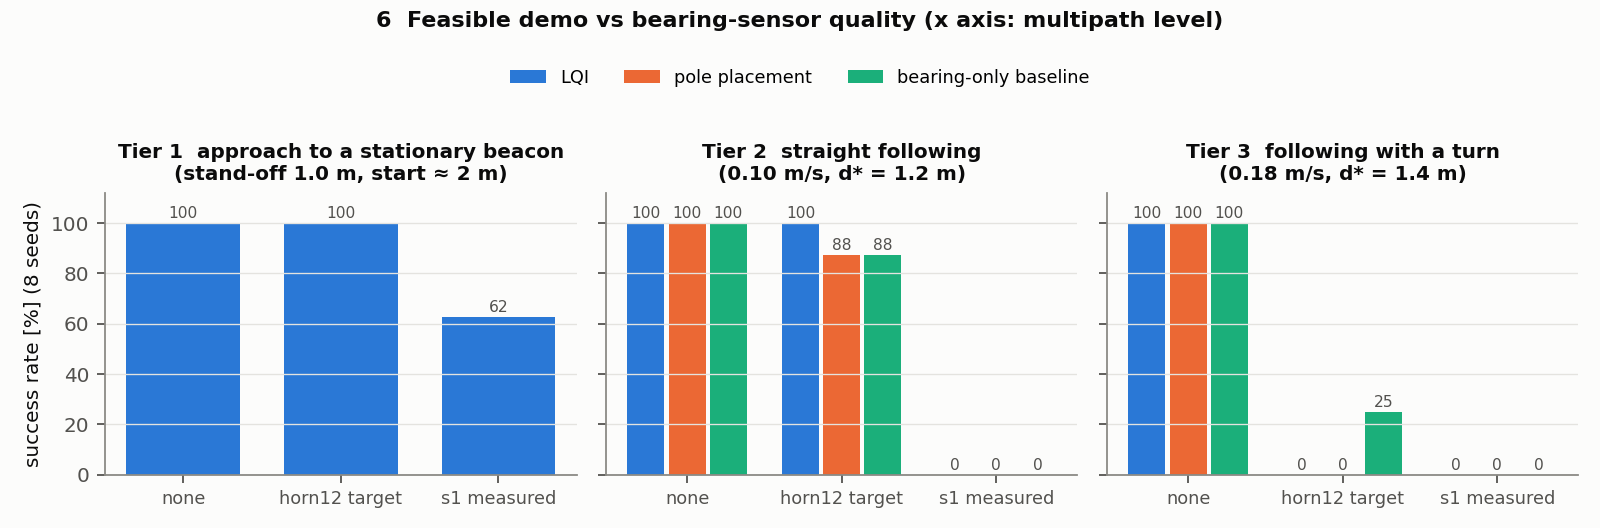 6  Feasible demo vs bearing-sensor quality (x axis: multipath level)
LQI
pole placement
bearing-only baseline
Tier 1  approach to a stationary beacon
(stand-off 1.0 m, start ≈ 2 m)
success rate [%] (8 seeds)
100
80
60
40
20
0
100
100
62
none
horn12 target
s1 measured
Tier 2  straight following
(0.10 m/s, d* = 1.2 m)
100 100 100
100
88 88
0 0 0
none
horn12 target
s1 measured
Tier 3  following with a turn
(0.18 m/s, d* = 1.4 m)
100 100 100
0 0
25
0 0 0
none
horn12 target
s1 measured